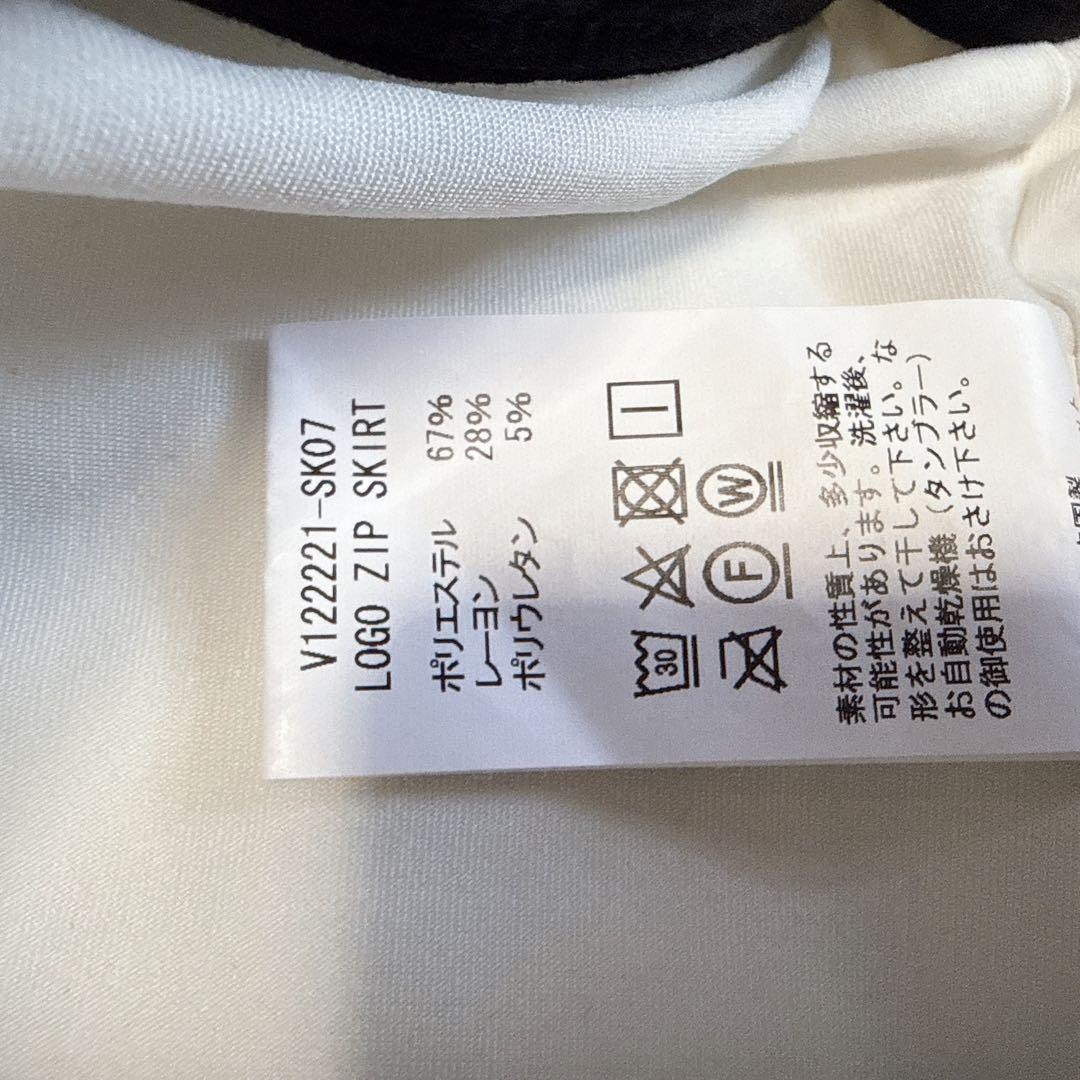 V122221-SK07
LOGO ZIP SKIRT
ポリエステル 67%
レーヨン 28%
ポリウレタン 5%
30
F
W
素材の性質上、多少収縮する
可能性があります。洗濯後、
形を整えて干して下さい。な
お自動乾燥機(タンブラー)
の御使用はおさけ下さい。